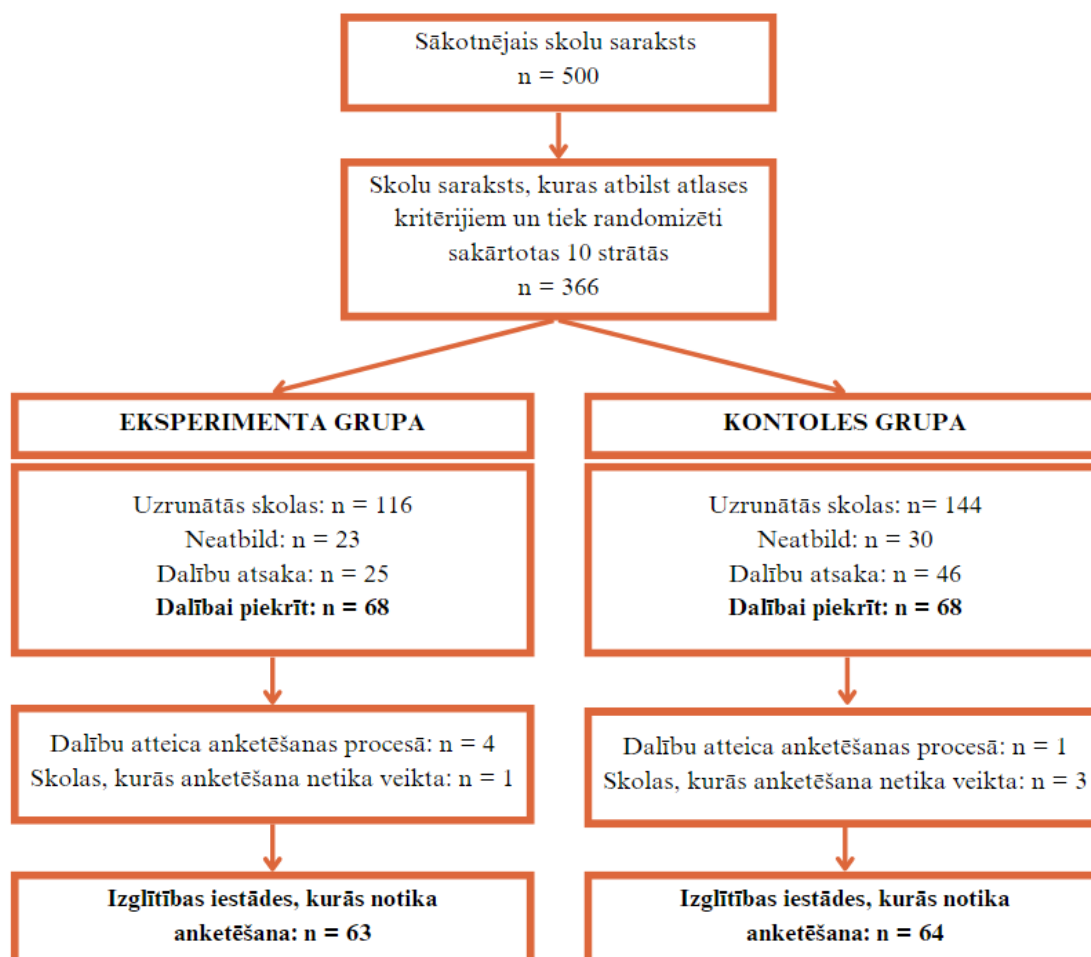 Sākotnējais skolu saraksts
n = 500
Skolu saraksts, kuras atbilst atlases
kritērijiem un tiek randomizēti
sakārtotas 10 strātās
n = 366
EKSPERIMENTA GRUPA
Uzrunātās skolas: n = 116
Neatbild: n = 23
Dalību atsaka: n = 25
Dalībai piekrīt: n = 68
Dalību atteica anketēšanas procesā: n = 4
Skolas, kurās anketēšana netika veikta: n = 1
Izglītības iestādes, kurās notika
anketēšana: n = 63
KONTOLES GRUPA
Uzrunātās skolas: n= 144
Neatbild: n = 30
Dalību atsaka: n = 46
Dalībai piekrīt: n = 68
Dalību atteica anketēšanas procesā: n = 1
Skolas, kurās anketēšana netika veikta: n = 3
Izglītības iestādes, kurās notika
anketēšana: n = 64